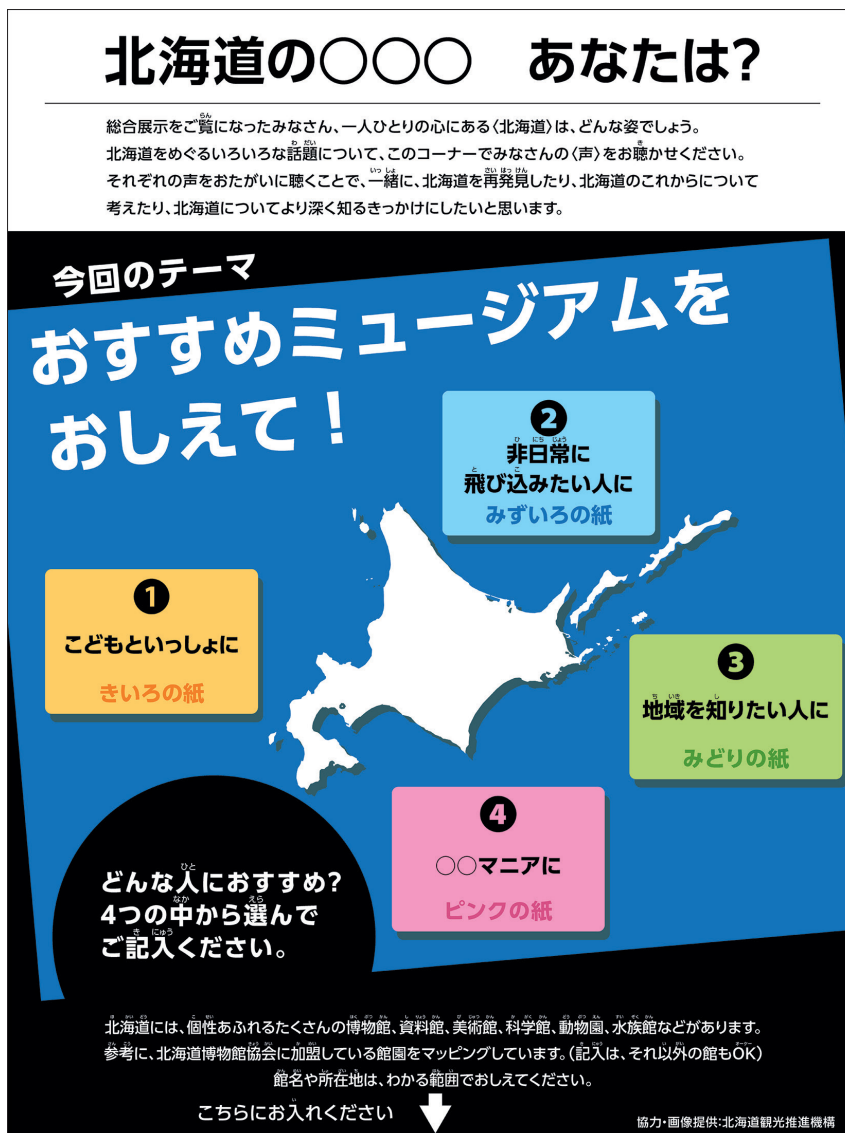 北海道の○○○　あなたは？
総合展示をご覧になったみなさん、一人ひとりの心にある〈北海道〉は、どんな姿でしょう。
北海道をめぐるいろいろな話題について、このコーナーでみなさんの〈声〉をお聴かせください。
それぞれの声をおたがいに聴くことで、一緒に、北海道を再発見したり、北海道のこれからについて
考えたり、北海道についてより深く知るきっかけにしたいと思います。
今回のテーマ
おすすめミュージアムを
おしえて！
2
非日常に
飛び込みたい人に
みずいろの紙
1
こどもといっしょに
きいろの紙
3
地域を知りたい人に
みどりの紙
4
○○マニアに
ピンクの紙
どんな人におすすめ？
4つの中から選んで
ご記入ください。
北海道には、個性あふれるたくさんの博物館、資料館、美術館、科学館、動物園、水族館などがあります。
参考に、北海道博物館協会に加盟している館園をマッピングしています。（記入は、それ以外の館もOK）
館名や所在地は、わかる範囲でおしえてください。
こちらにお入れください
協力・画像提供：北海道観光推進機構